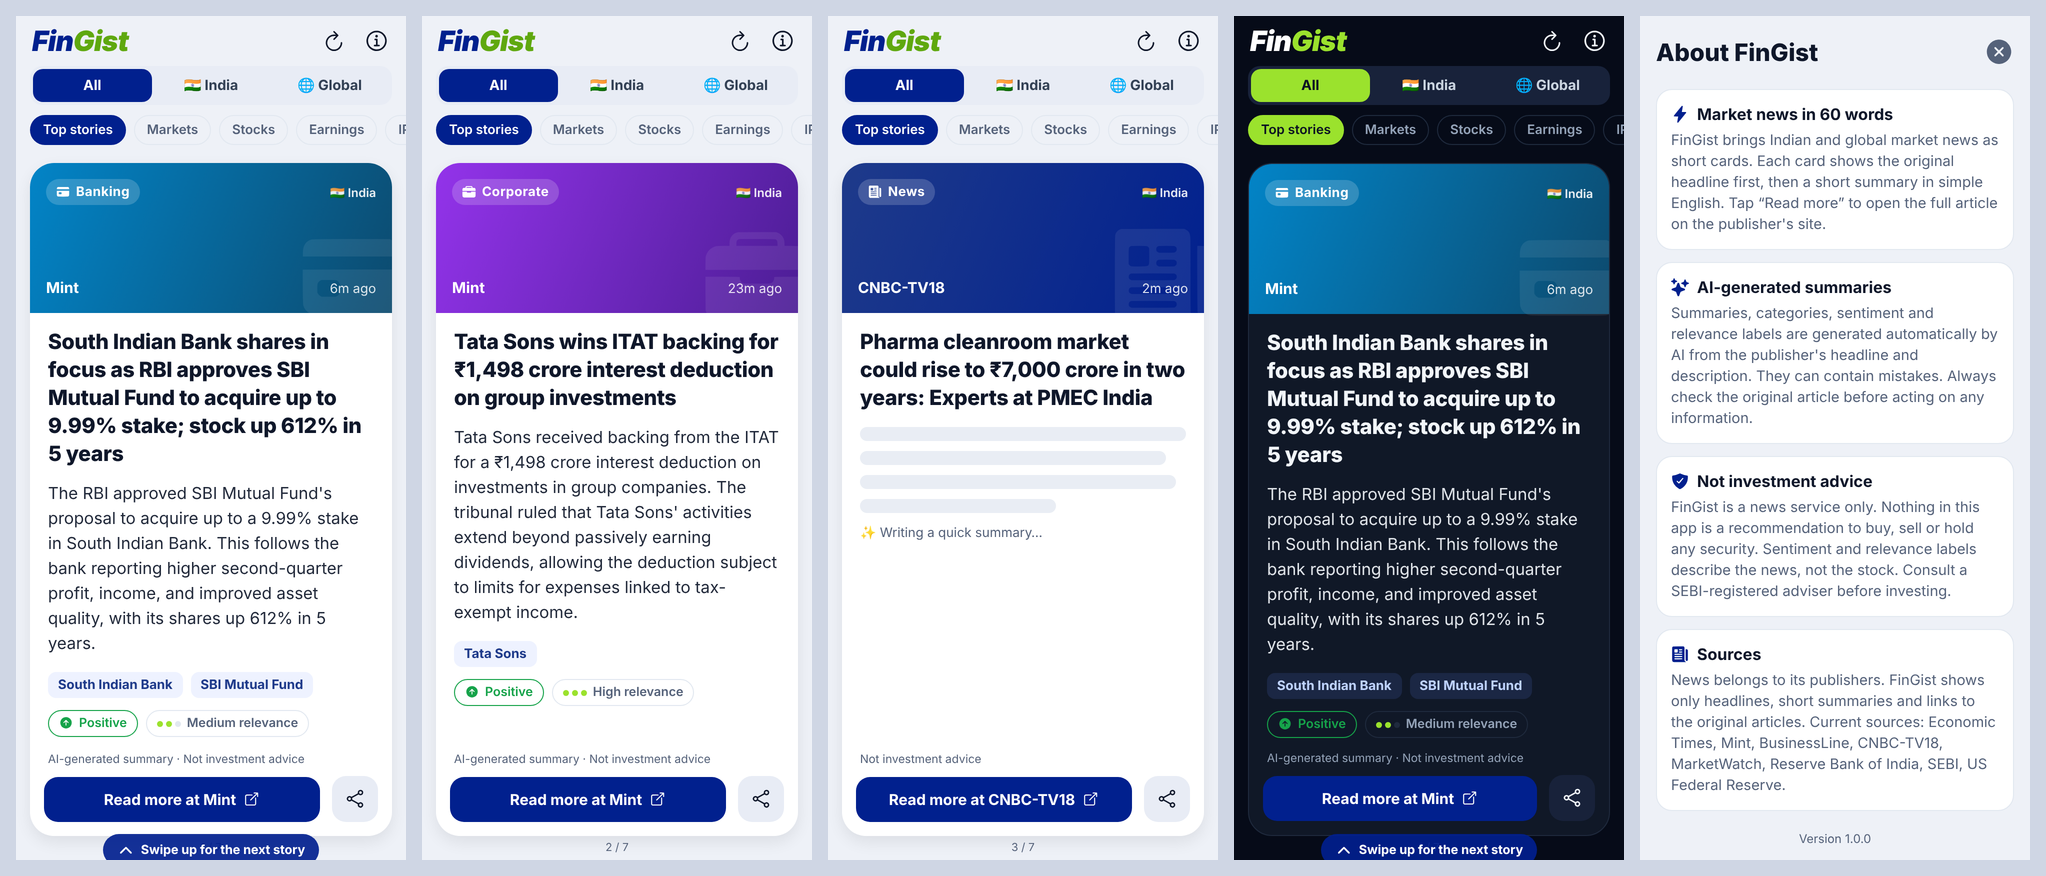 FinGist
All
India
Global
Top stories
Markets
Stocks
Earnings
Banking
India
Mint
6m ago
South Indian Bank shares in
focus as RBI approves SBI
Mutual Fund to acquire up to
9.99% stake; stock up 612% in
5 years
The RBI approved SBI Mutual Fund's
proposal to acquire up to a 9.99% stake
in South Indian Bank. This follows the
bank reporting higher second-quarter
profit, income, and improved asset
quality, with its shares up 612% in 5
years.
South Indian Bank
SBI Mutual Fund
Positive
Medium relevance
AI-generated summary · Not investment advice
Read more at Mint
Swipe up for the next story
FinGist
All
India
Global
Top stories
Markets
Stocks
Earnings
Corporate
India
Mint
23m ago
Tata Sons wins ITAT backing for
₹1,498 crore interest deduction
on group investments
Tata Sons received backing from the ITAT
for a ₹1,498 crore interest deduction on
investments in group companies. The
tribunal ruled that Tata Sons' activities
extend beyond passively earning
dividends, allowing the deduction subject
to limits for expenses linked to tax-
exempt income.
Tata Sons
Positive
High relevance
AI-generated summary · Not investment advice
Read more at Mint
2 / 7
FinGist
All
India
Global
Top stories
Markets
Stocks
Earnings
News
India
CNBC-TV18
2m ago
Pharma cleanroom market
could rise to ₹7,000 crore in two
years: Experts at PMEC India
✨ Writing a quick summary...
Not investment advice
Read more at CNBC-TV18
3 / 7
FinGist
All
India
Global
Top stories
Markets
Stocks
Earnings
Banking
India
Mint
6m ago
South Indian Bank shares in
focus as RBI approves SBI
Mutual Fund to acquire up to
9.99% stake; stock up 612% in
5 years
The RBI approved SBI Mutual Fund's
proposal to acquire up to a 9.99% stake
in South Indian Bank. This follows the
bank reporting higher second-quarter
profit, income, and improved asset
quality, with its shares up 612% in 5
years.
South Indian Bank
SBI Mutual Fund
Positive
Medium relevance
AI-generated summary · Not investment advice
Read more at Mint
Swipe up for the next story
About FinGist
Market news in 60 words
FinGist brings Indian and global market news as
short cards. Each card shows the original
headline first, then a short summary in simple
English. Tap “Read more” to open the full article
on the publisher's site.
AI-generated summaries
Summaries, categories, sentiment and
relevance labels are generated automatically by
AI from the publisher's headline and
description. They can contain mistakes. Always
check the original article before acting on any
information.
Not investment advice
FinGist is a news service only. Nothing in this
app is a recommendation to buy, sell or hold
any security. Sentiment and relevance labels
describe the news, not the stock. Consult a
SEBI-registered adviser before investing.
Sources
News belongs to its publishers. FinGist shows
only headlines, short summaries and links to
the original articles. Current sources: Economic
Times, Mint, BusinessLine, CNBC-TV18,
MarketWatch, Reserve Bank of India, SEBI, US
Federal Reserve.
Version 1.0.0